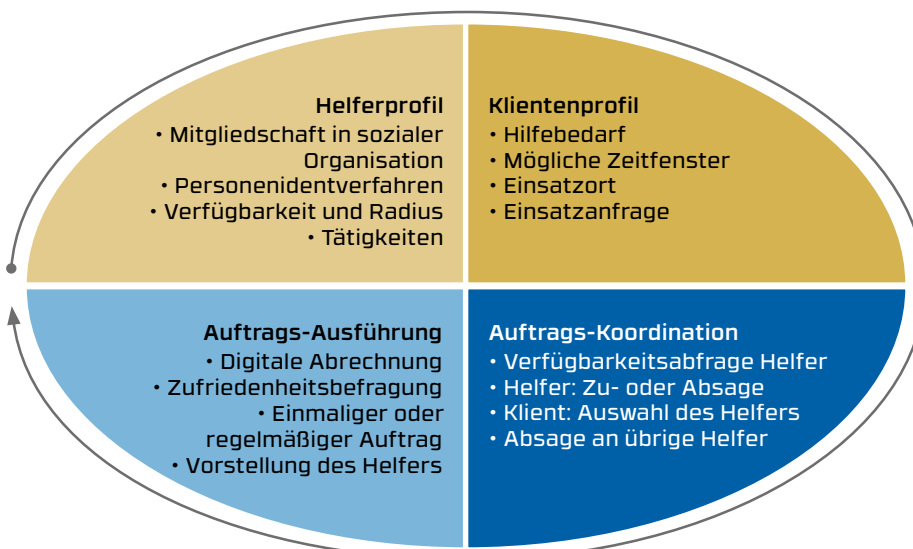 Helferprofil
• Mitgliedschaft in sozialer
Organisation
• Personenidentverfahren
• Verfügbarkeit und Radius
• Tätigkeiten
Klientenprofil
• Hilfebedarf
• Mögliche Zeitfenster
• Einsatzort
• Einsatzanfrage
Auftrags-Ausführung
• Digitale Abrechnung
• Zufriedenheitsbefragung
• Einmaliger oder
regelmäßiger Auftrag
• Vorstellung des Helfers
Auftrags-Koordination
• Verfügbarkeitsabfrage Helfer
• Helfer: Zu- oder Absage
• Klient: Auswahl des Helfers
• Absage an übrige Helfer